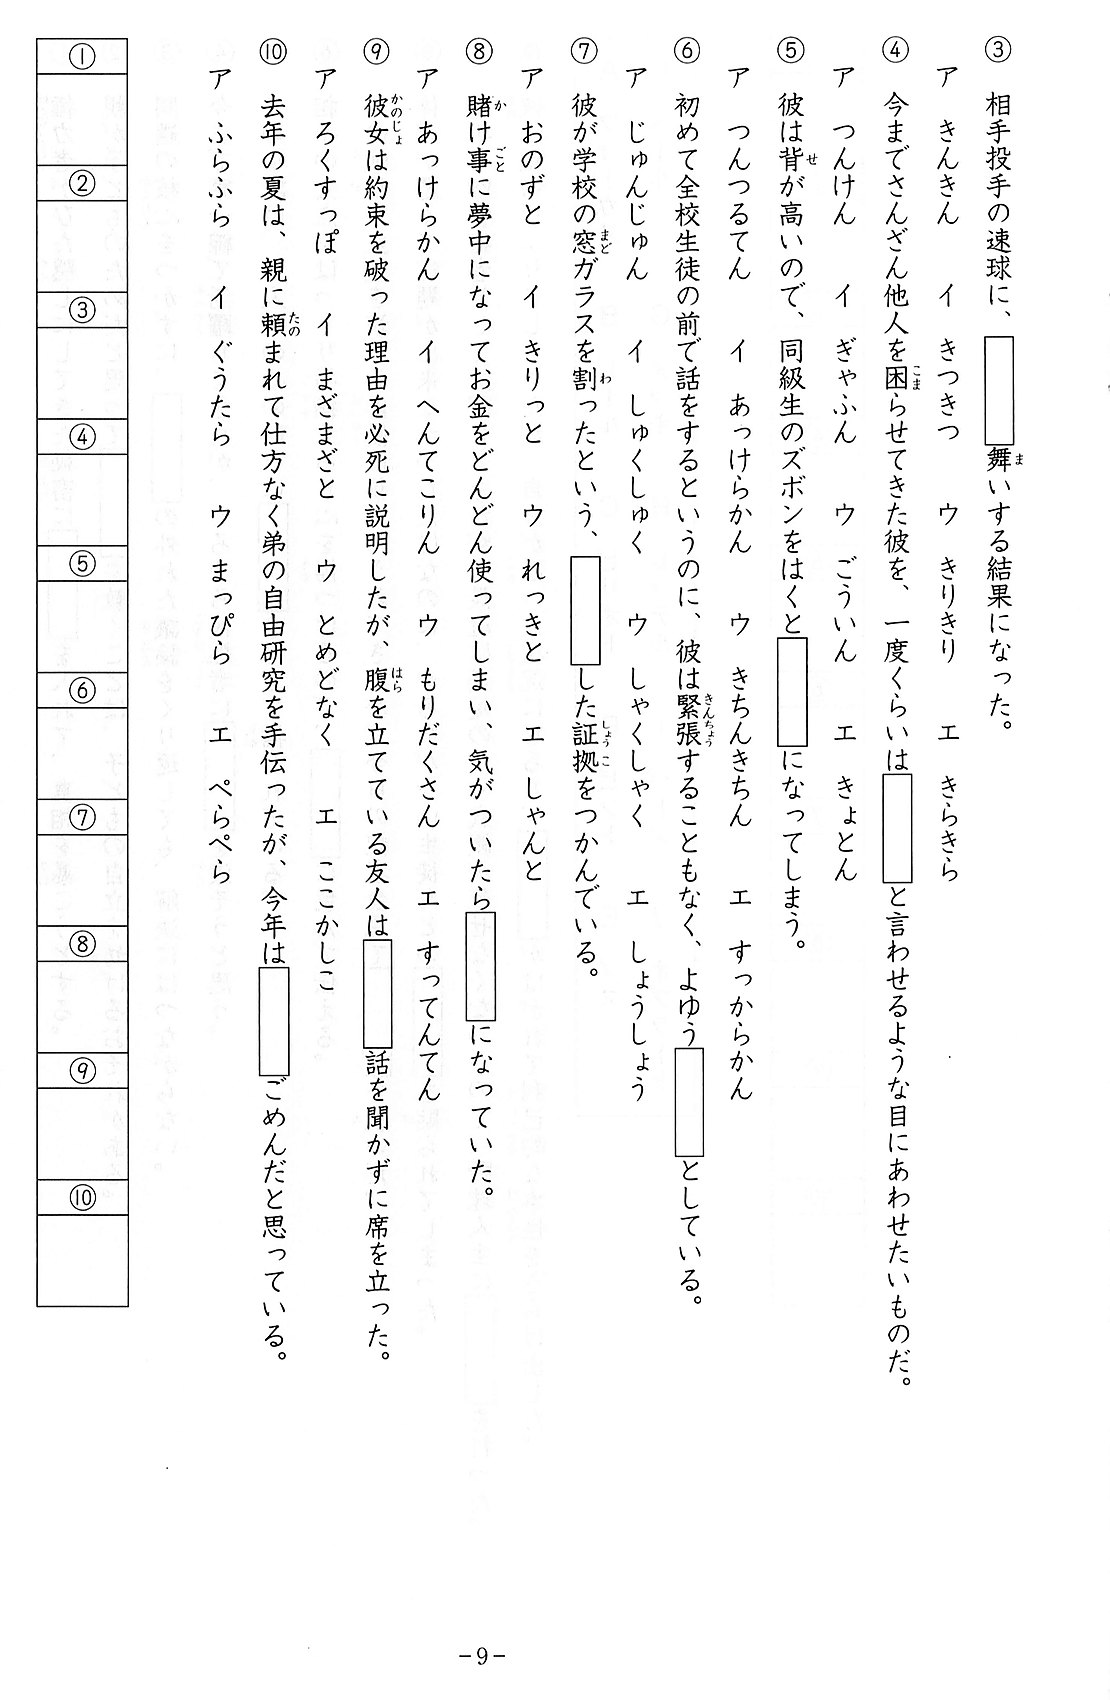 ③ 相手投手の速球に、舞いする結果になった。
ア きんきん イ きつきつ ウ きりきり エ きらきら
④ 今までさんざん他人を困らせてきた彼を、一度くらいはと言わせるような目にあわせたいものだ。
ア つんけん イ ぎゃふん ウ ごういん エ きょとん
⑤ 彼は背が高いので、同級生のズボンをはくとになってしまう。
ア つんつるてん イ あっけらかん ウ きちんきちん エ すっからかん
⑥ 初めて全校生徒の前で話をするというのに、彼は緊張することもなく、よゆうとしている。
ア じゅんじゅん イ しゅくしゅく ウ しゃくしゃく エ しょうしょう
⑦ 彼が学校の窓ガラスを割ったという、した証拠をつかんでいる。
ア おのずと イ きりっと ウ れっきと エ しゃんと
⑧ 賭け事に夢中になってお金をどんどん使ってしまい、気がついたらになっていた。
ア あっけらかん イ へんてこりん ウ もりだくさん エ すってんてん
⑨ 彼女は約束を破った理由を必死に説明したが、腹を立てている友人は話を聞かずに席を立った。
ア ろくすっぽ イ まざまざと ウ とめどなく エ ここかしこ
⑩ 去年の夏は、親に頼まれて仕方なく弟の自由研究を手伝ったが、今年はごめんだと思っている。
ア ふらふら イ ぐうたら ウ まっぴら エ ぺらぺら
① ② ③ ④ ⑤ ⑥ ⑦ ⑧ ⑨ ⑩
-9-